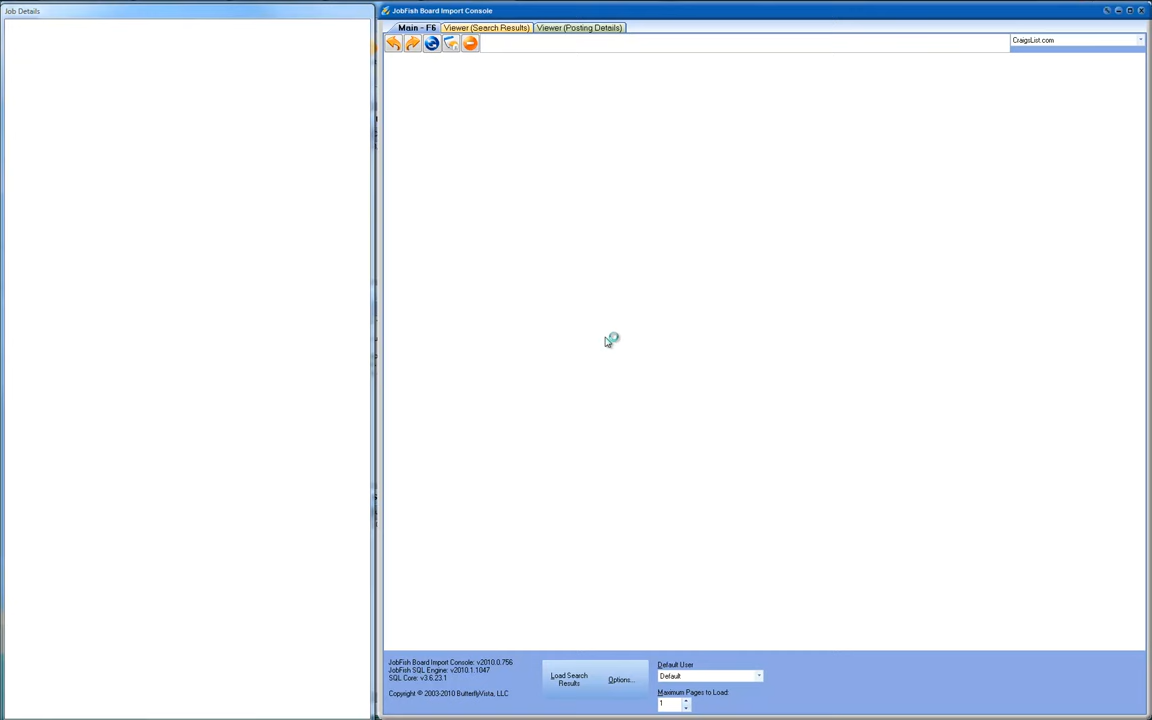 Job Details
JobFish Board Import Console
Main - F6
Viewer (Search Results)
Viewer (Posting Details)
CraigsList.com
JobFish Board Import Console: v2010.0.756
JobFish SQL Engine: v2010.1.1047
SQL Core: v3.6.23.1
Copyright © 2003-2010 ButterflyVista, LLC
Load Search
Results
Options...
Default User
Default
Maximum Pages to Load:
1